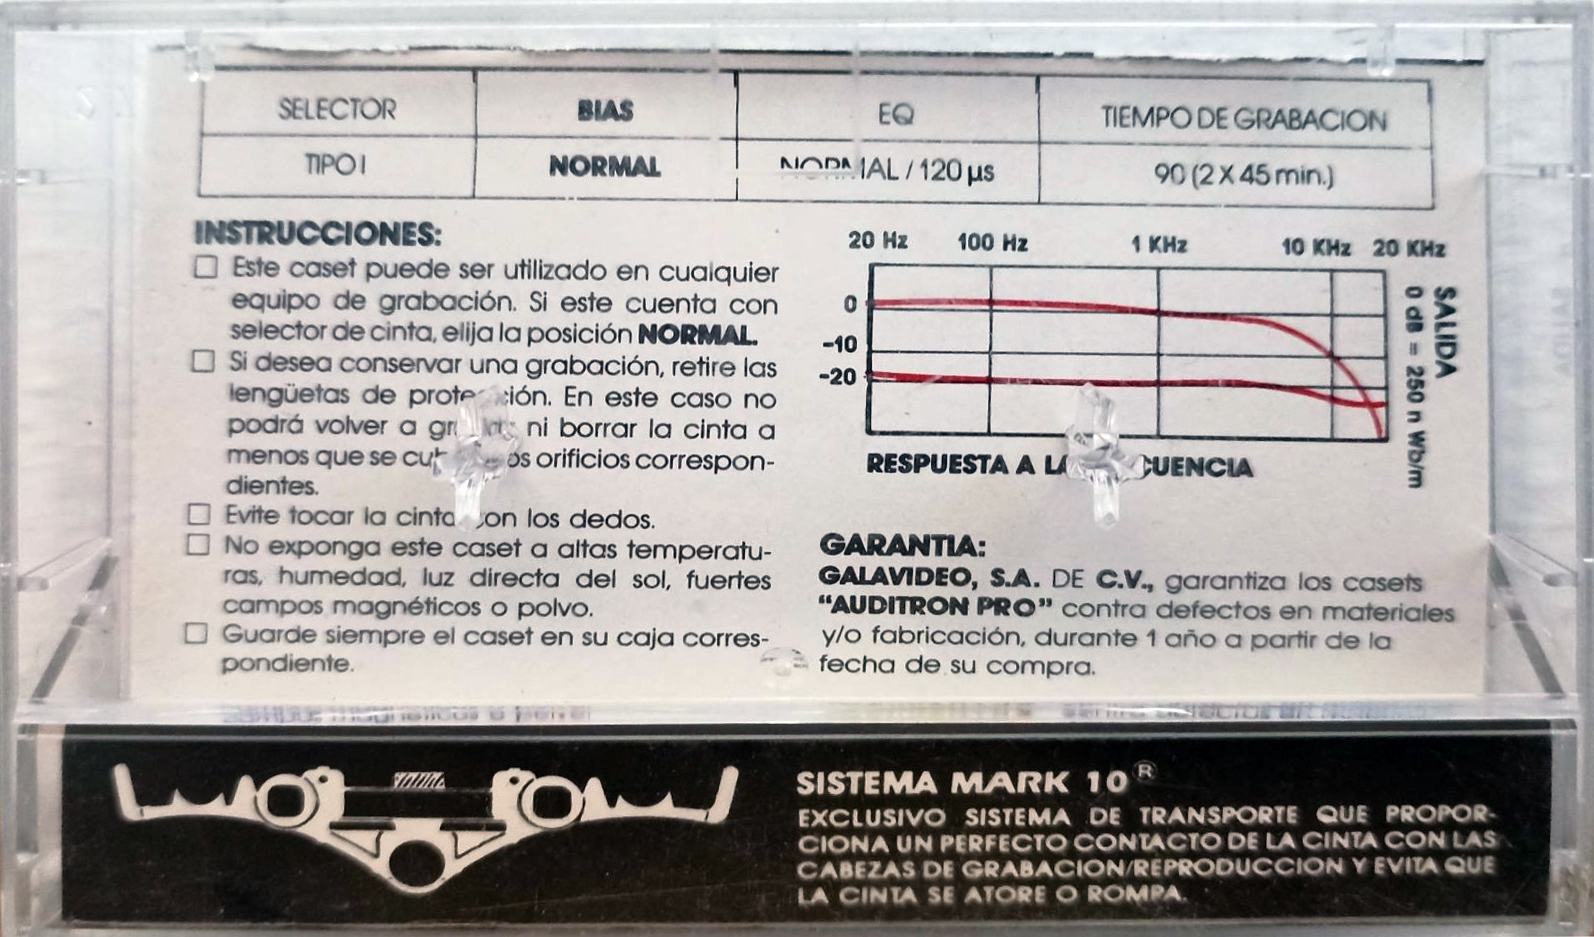 SELECTOR BIAS EQ TIEMPO DE GRABACION
TIPO I NORMAL NORMAL / 120 µs 90 (2 X 45 min.)
INSTRUCCIONES:
Este caset puede ser utilizado en cualquier
equipo de grabación. Si este cuenta con
selector de cinta, elija la posición NORMAL.
Si desea conservar una grabación, retire las
lengüetas de protección. En este caso no
podrá volver a grabar ni borrar la cinta a
menos que se cubran los orificios correspon-
dientes.
Evite tocar la cinta con los dedos.
No exponga este caset a altas temperatu-
ras, humedad, luz directa del sol, fuertes
campos magnéticos o polvo.
Guarde siempre el caset en su caja corres-
pondiente.
20 Hz 100 Hz 1 KHz 10 KHz 20 KHz
0
-10
-20
SALIDA
0 dB = 250 n Wb/m
RESPUESTA A LA FRECUENCIA
GARANTIA:
GALAVIDEO, S.A. DE C.V., garantiza los casets
"AUDITRON PRO" contra defectos en materiales
y/o fabricación, durante 1 año a partir de la
fecha de su compra.
SISTEMA MARK 10®
EXCLUSIVO SISTEMA DE TRANSPORTE QUE PROPOR-
CIONA UN PERFECTO CONTACTO DE LA CINTA CON LAS
CABEZAS DE GRABACION/REPRODUCCION Y EVITA QUE
LA CINTA SE ATORE O ROMPA.